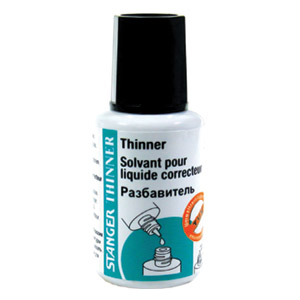 Thinner
Solvant pour
liquide correcteur
Разбавитель
STANGER THINNER